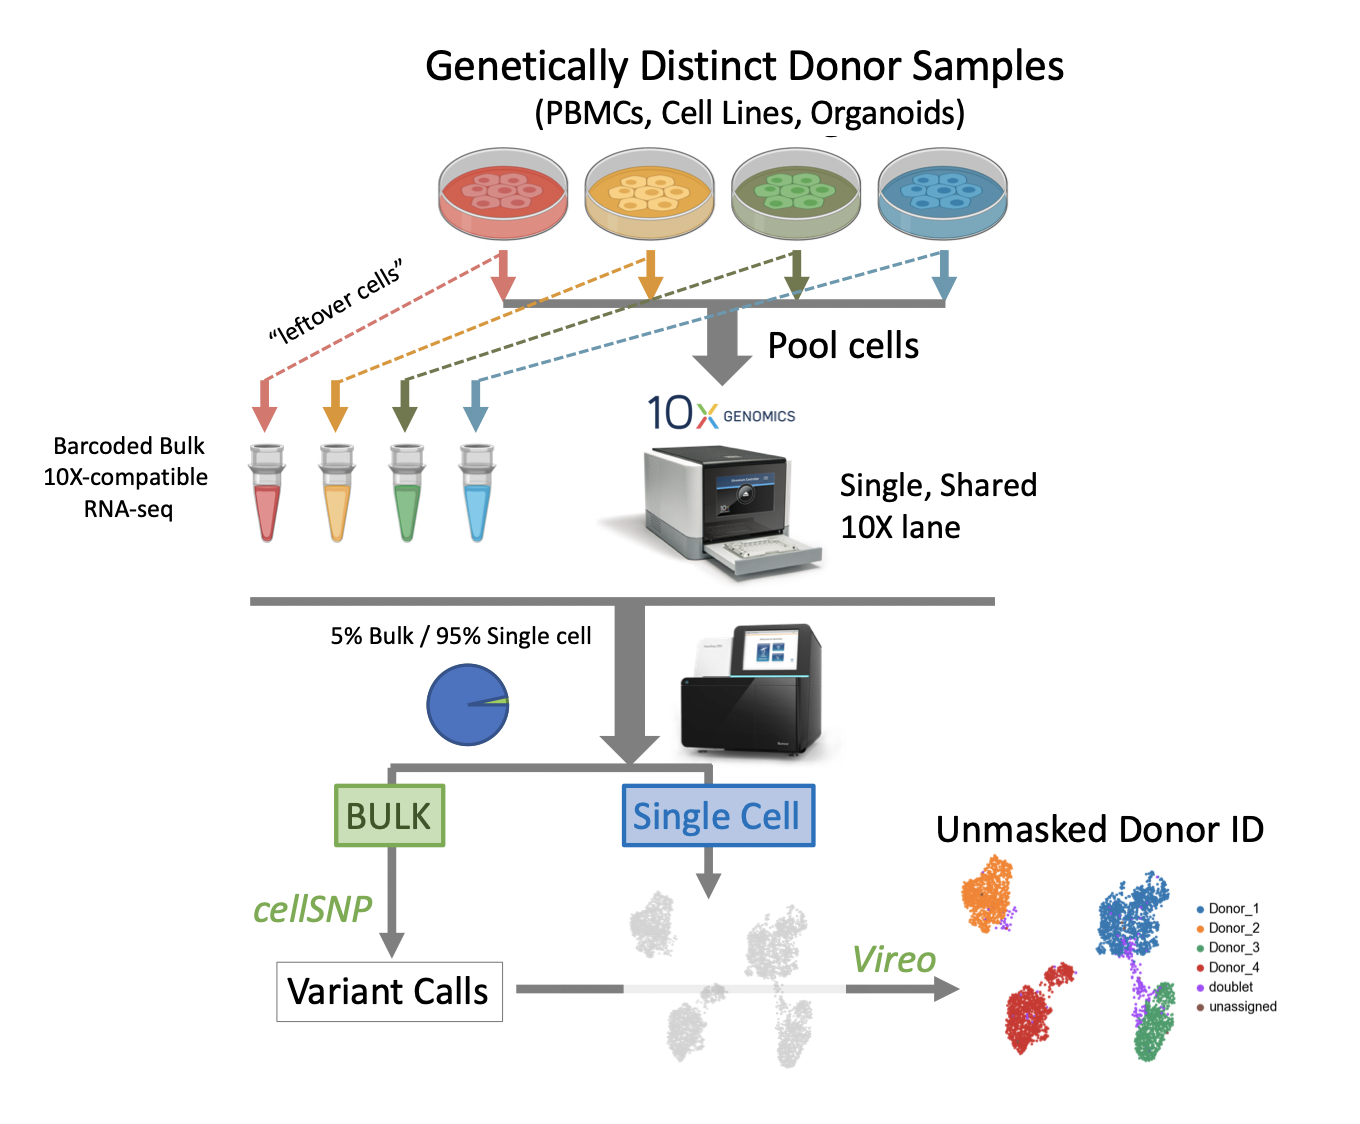 Genetically Distinct Donor Samples
(PBMCs, Cell Lines, Organoids)
“leftover cells”
Pool cells
10X GENOMICS
Barcoded Bulk
10X-compatible
RNA-seq
Single, Shared
10X lane
5% Bulk / 95% Single cell
BULK
Single Cell
Unmasked Donor ID
cellSNP
Variant Calls
Vireo
Donor_1
Donor_2
Donor_3
Donor_4
doublet
unassigned